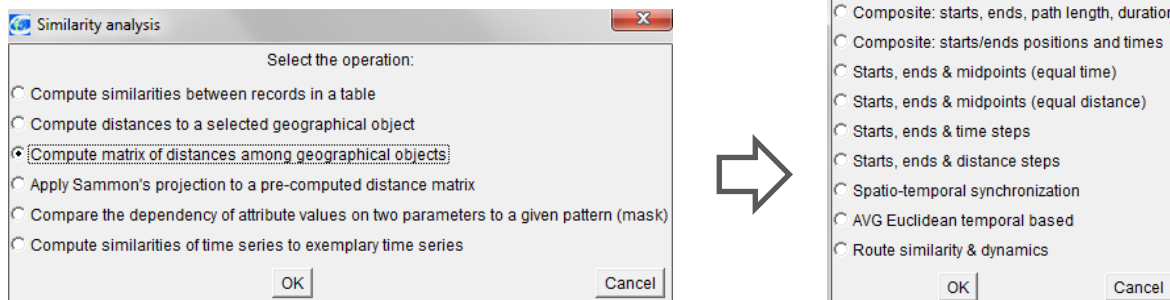 Similarity analysis
Select the operation:
Compute similarities between records in a table
Compute distances to a selected geographical object
Compute matrix of distances among geographical objects
Apply Sammon's projection to a pre-computed distance matrix
Compare the dependency of attribute values on two parameters to a given pattern (mask)
Compute similarities of time series to exemplary time series
OK Cancel
Composite: starts, ends, path length, duration
Composite: starts/ends positions and times
Starts, ends & midpoints (equal time)
Starts, ends & midpoints (equal distance)
Starts, ends & time steps
Starts, ends & distance steps
Spatio-temporal synchronization
AVG Euclidean temporal based
Route similarity & dynamics
OK Cancel